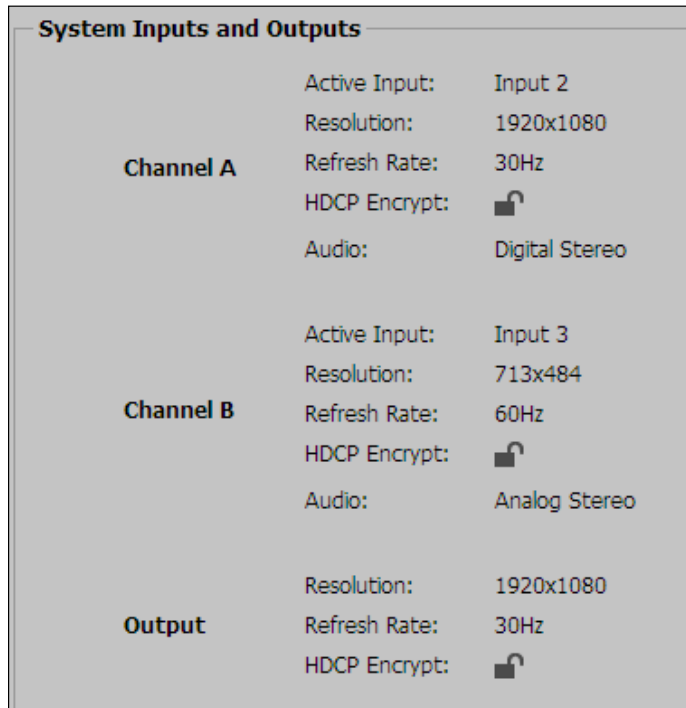 System Inputs and Outputs
Channel A
Active Input: Input 2
Resolution: 1920x1080
Refresh Rate: 30Hz
HDCP Encrypt:
Audio: Digital Stereo
Channel B
Active Input: Input 3
Resolution: 713x484
Refresh Rate: 60Hz
HDCP Encrypt:
Audio: Analog Stereo
Output
Resolution: 1920x1080
Refresh Rate: 30Hz
HDCP Encrypt: